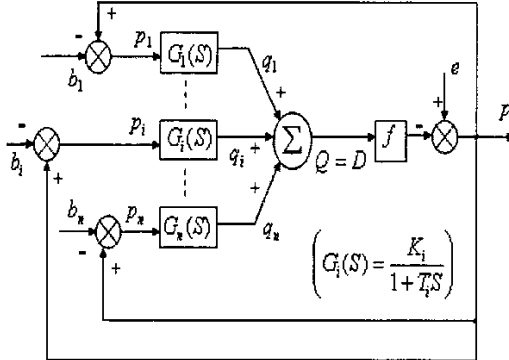 - + p₁ G₁(S) q₁
b₁ +
e
- pᵢ Gᵢ(S) + Σ f - + p
bᵢ + qᵢ + Q = D
bₙ pₙ Gₙ(S) qₙ
- +
(Gᵢ(S) = Kᵢ / (1 + TᵢS))